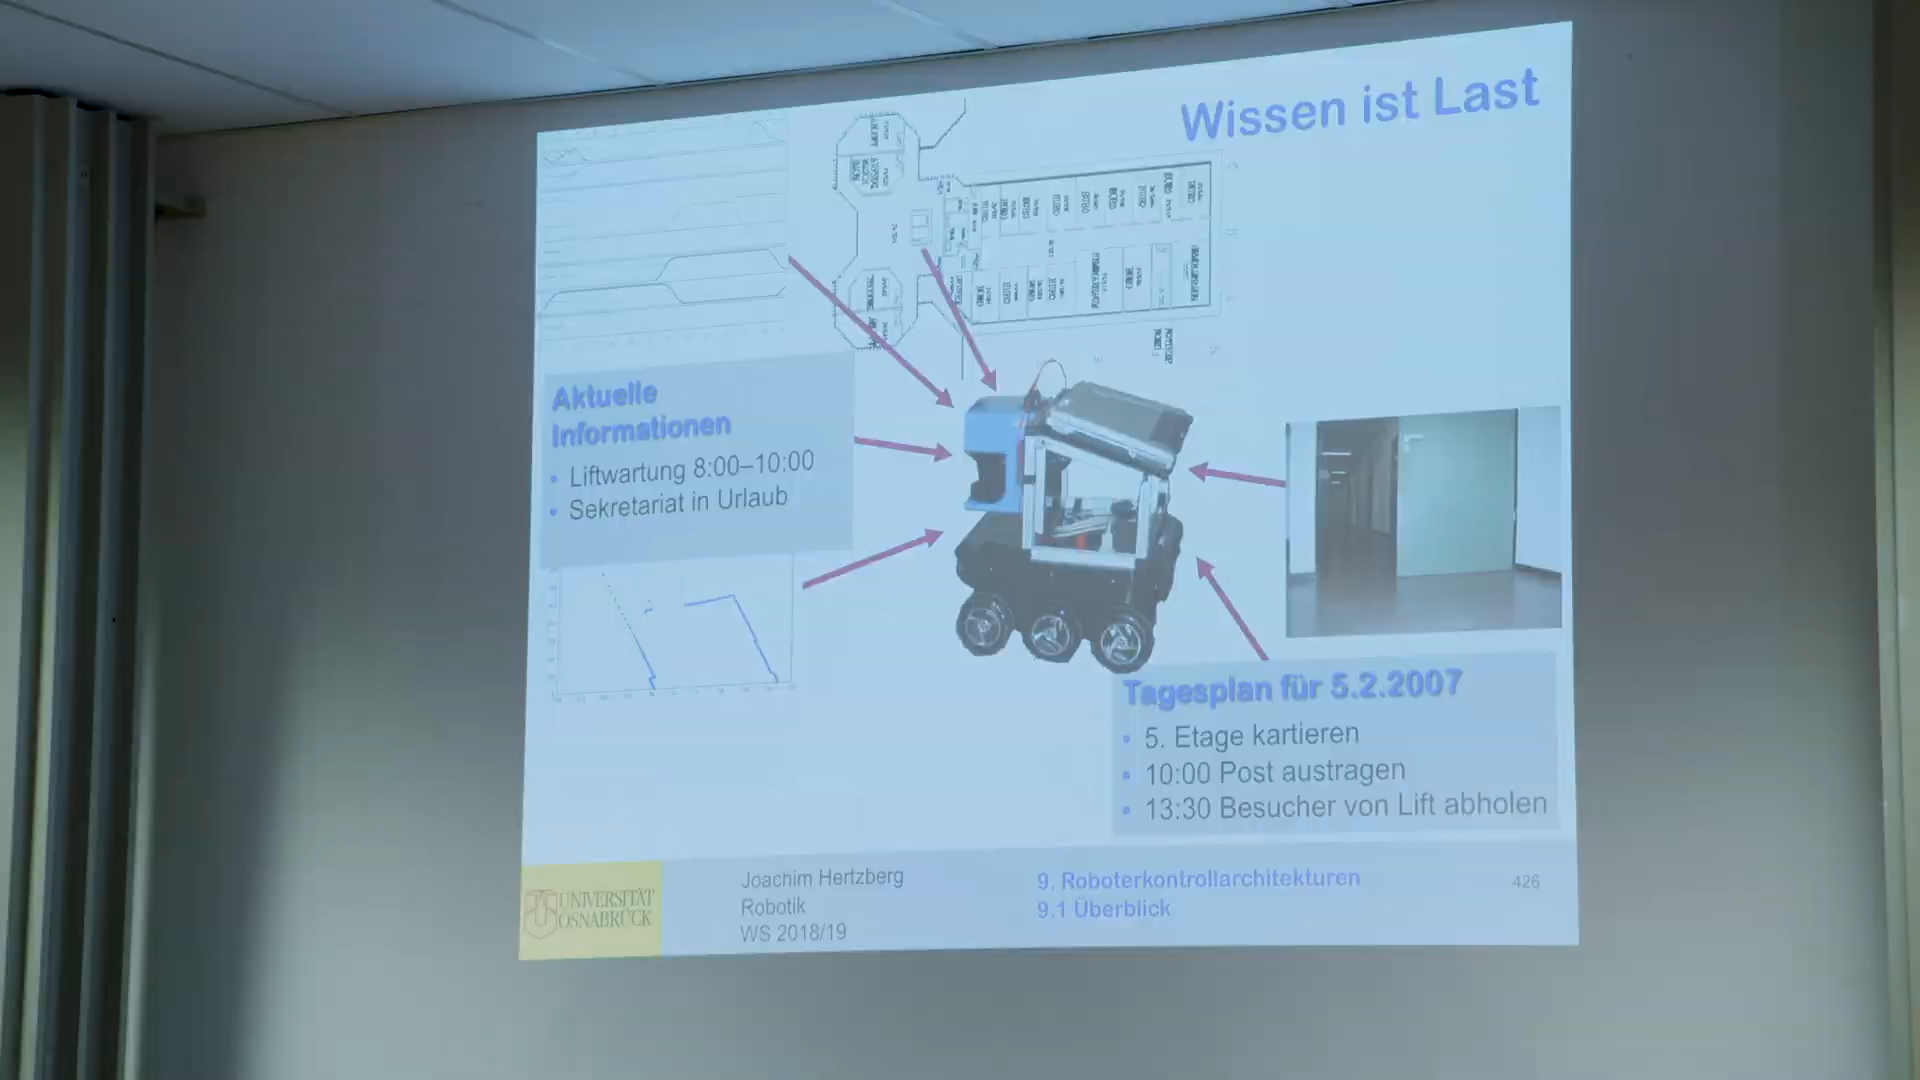 Wissen ist Last
Aktuelle
Informationen
• Liftwartung 8:00–10:00
• Sekretariat in Urlaub
Tagesplan für 5.2.2007
• 5. Etage kartieren
• 10:00 Post austragen
• 13:30 Besucher von Lift abholen
UNIVERSITÄT
OSNABRÜCK
Joachim Hertzberg
Robotik
WS 2018/19
9. Roboterkontrollarchitekturen
9.1 Überblick
426